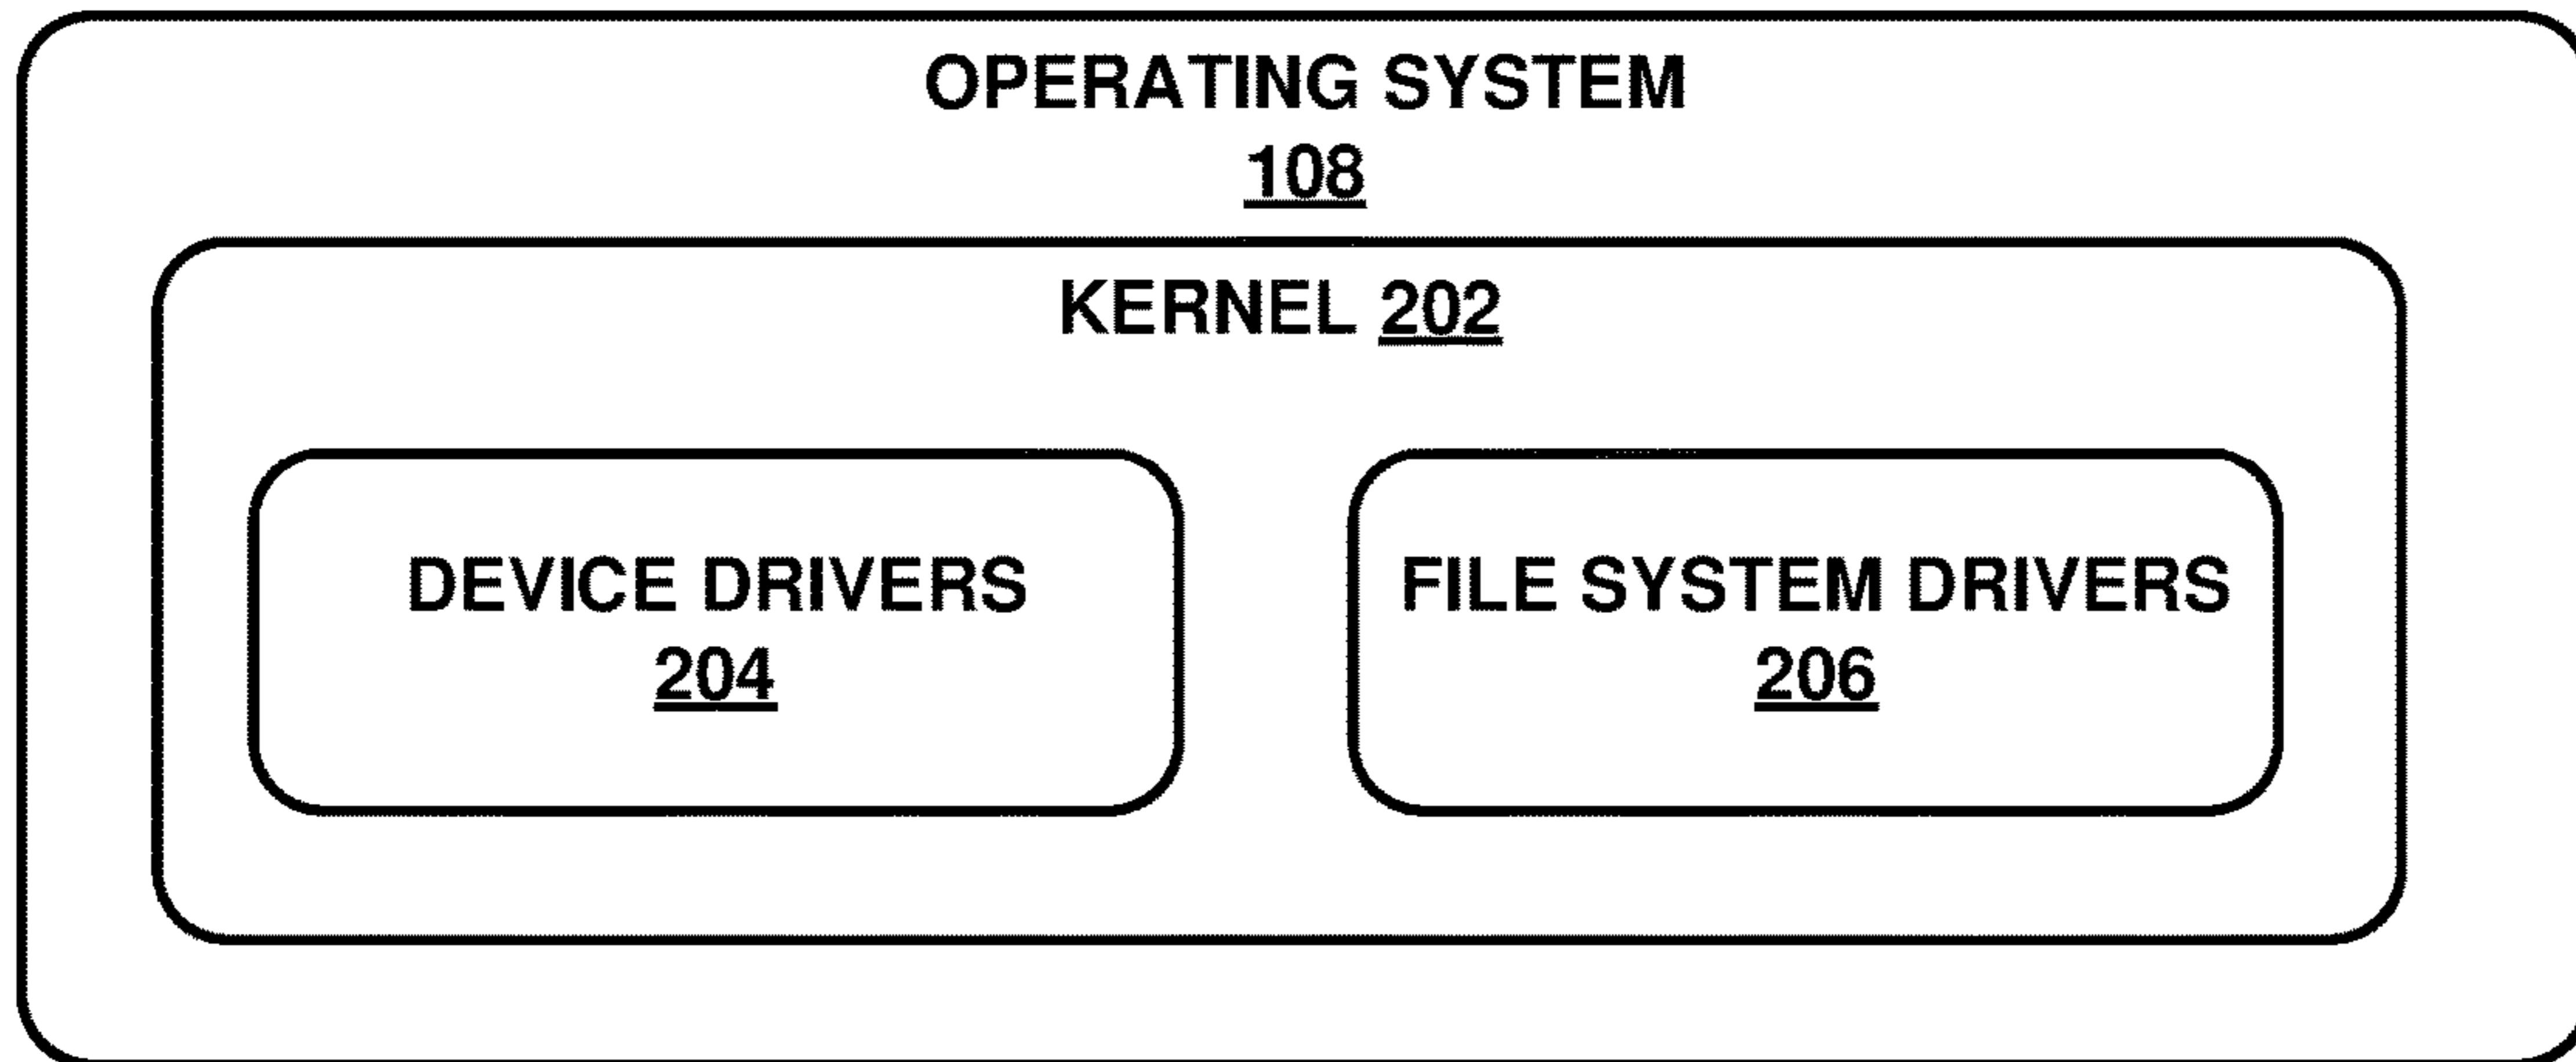 OPERATING SYSTEM
108
KERNEL 202
DEVICE DRIVERS
204
FILE SYSTEM DRIVERS
206